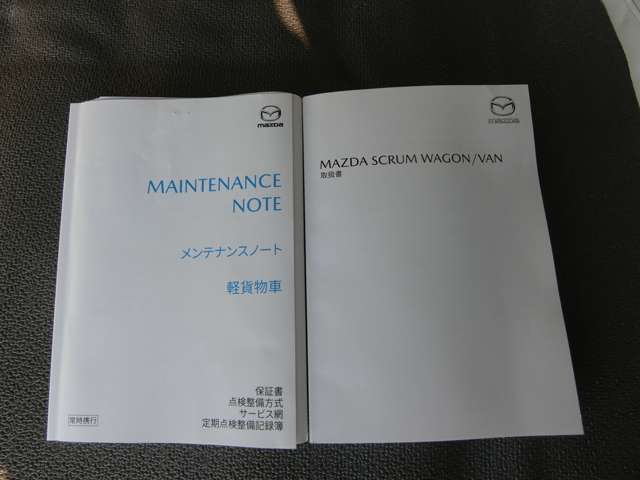 mazda
MAINTENANCE
NOTE
メンテナンスノート
軽貨物車
保証書
点検整備方式
サービス網
定期点検整備記録簿
常時携行
mazda
MAZDA SCRUM WAGON/VAN
取扱書